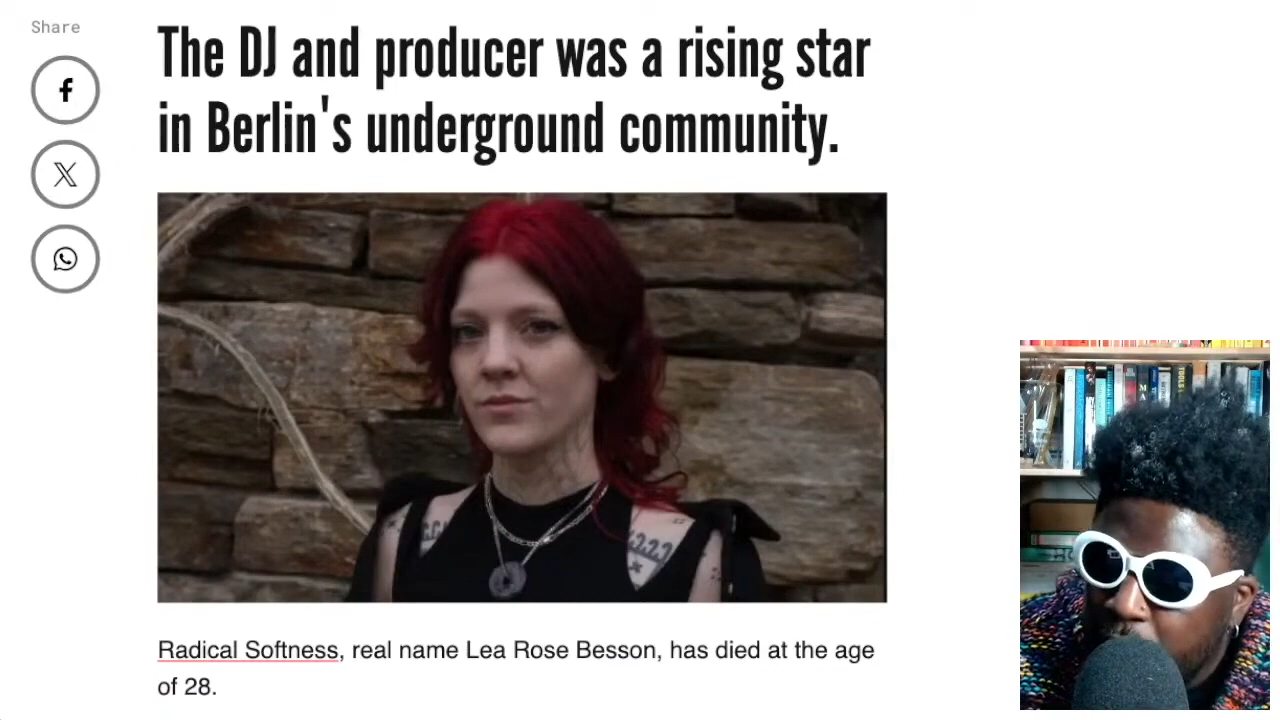 Share
The DJ and producer was a rising star
in Berlin's underground community.
Radical Softness, real name Lea Rose Besson, has died at the age
of 28.